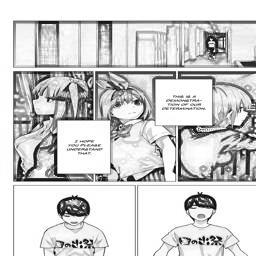 THIS IS A
DEMONSTRA-
TION OF OUR
DETERMINATION.
I HOPE
YOU PLEASE
UNDERSTAND
THAT.